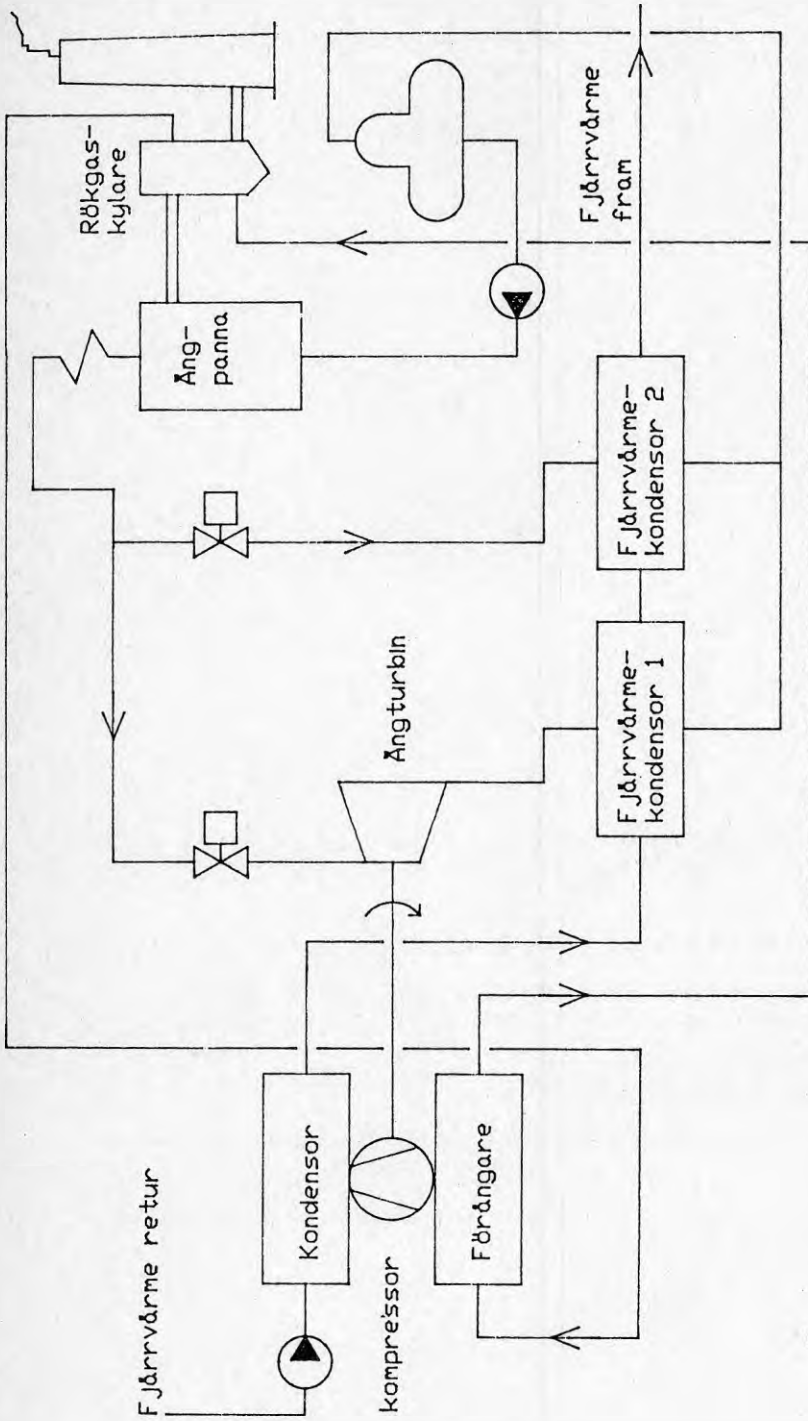 Fjärrvärme retur
Kondensor
kompressor
Förångare
Ångturbin
Fjärrvärme-
kondensor 1
Fjärrvärme-
kondensor 2
Ång-
panna
Rökgas-
kylare
Fjärrvärme
fram